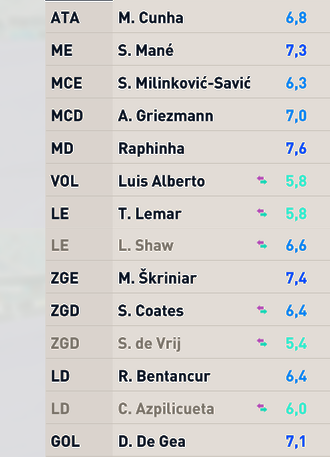 ATA M. Cunha 6,8
ME S. Mané 7,3
MCE S. Milinković-Savić 6,3
MCD A. Griezmann 7,0
MD Raphinha 7,6
VOL Luis Alberto 5,8
LE T. Lemar 5,8
LE L. Shaw 6,6
ZGE M. Škriniar 7,4
ZGD S. Coates 6,4
ZGD S. de Vrij 5,4
LD R. Bentancur 6,4
LD C. Azpilicueta 6,0
GOL D. De Gea 7,1